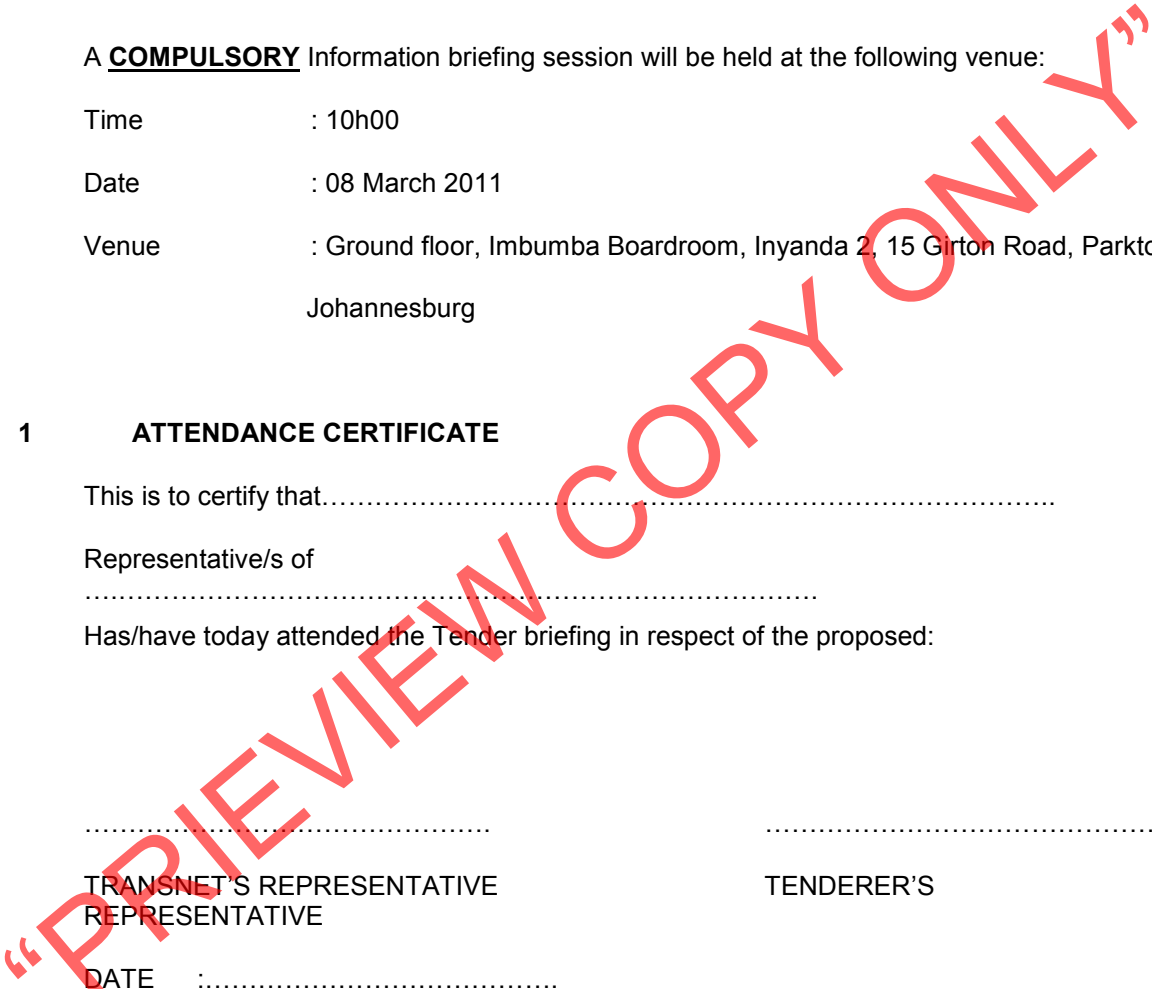 A COMPULSORY Information briefing session will be held at the following venue:
Time : 10h00
Date : 08 March 2011
Venue : Ground floor, Imbumba Boardroom, Inyanda 2, 15 Girton Road, Parkto
Johannesburg
1 ATTENDANCE CERTIFICATE
This is to certify that……………………………………………………………………………..
Representative/s of
….…………………………………………………………………….
Has/have today attended the Tender briefing in respect of the proposed:
………………………………………. ……………………………………
TRANSNET’S REPRESENTATIVE TENDERER’S
REPRESENTATIVE
DATE :………………………………….
“PRIEVIEW COPY ONLY”